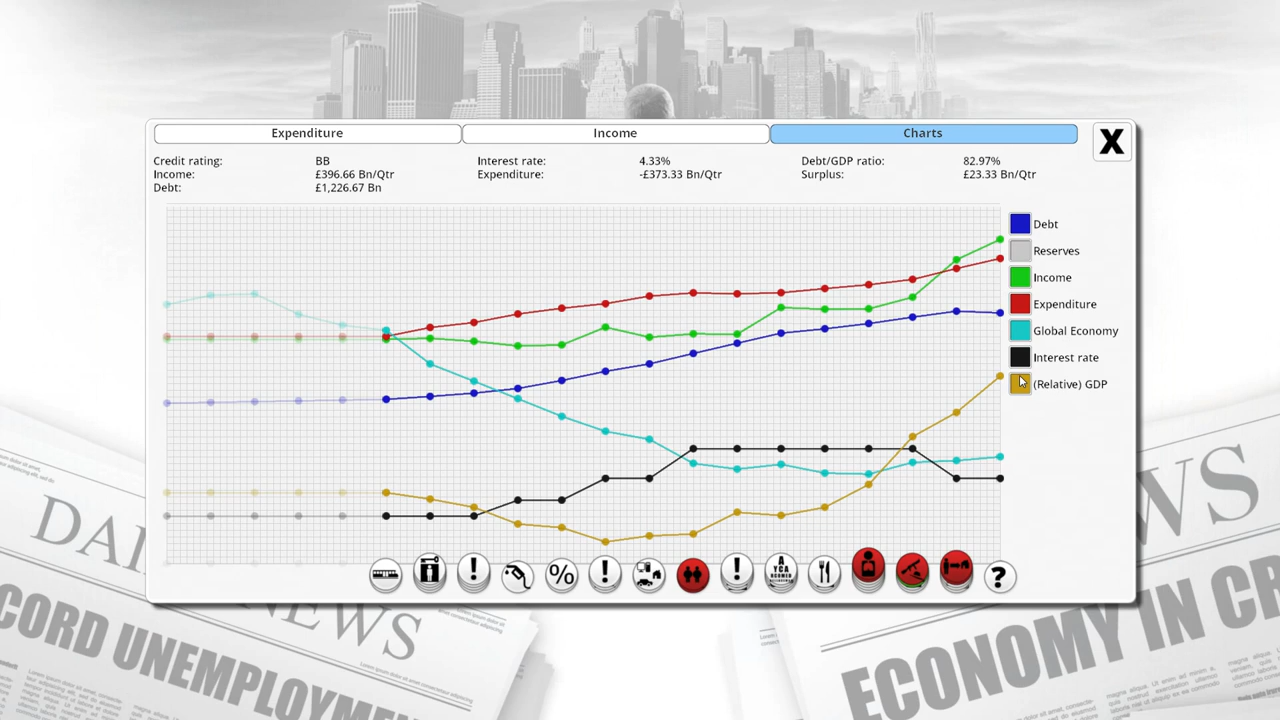 Expenditure
Income
Charts
X
Credit rating: BB Interest rate: 4.33% Debt/GDP ratio: 82.97%
Income: £396.66 Bn/Qtr Expenditure: -£373.33 Bn/Qtr Surplus: £23.33 Bn/Qtr
Debt: £1,226.67 Bn
Debt
Reserves
Income
Expenditure
Global Economy
Interest rate
(Relative) GDP
! % ! ! ?
DAI
NEWS
CORD UNEMPLOYM
WS
ECONOMY IN CR